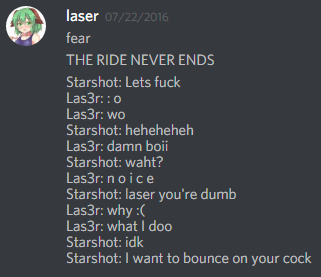 laser 07/22/2016
fear
THE RIDE NEVER ENDS
Starshot: Lets fuck
Las3r: : o
Las3r: wo
Starshot: heheheheh
Las3r: damn boii
Starshot: waht?
Las3r: n o i c e
Starshot: laser you're dumb
Las3r: why :(
Las3r: what I doo
Starshot: idk
Starshot: I want to bounce on your cock